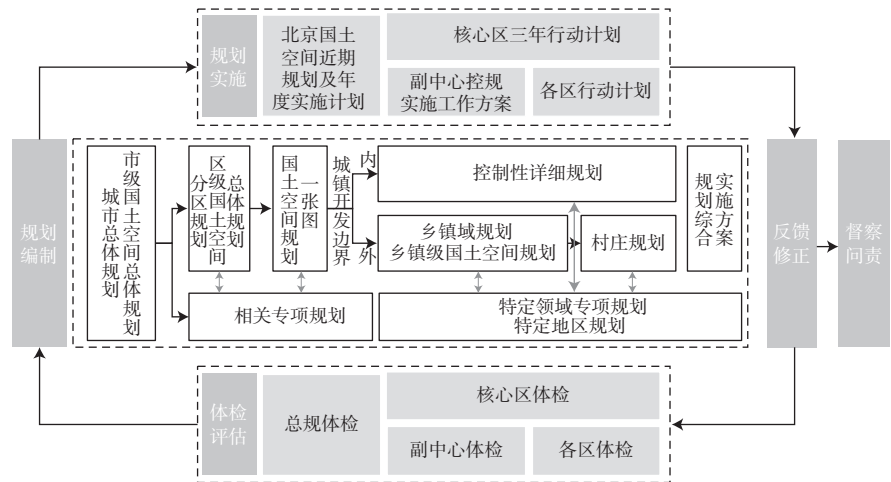 规划
实施
北京国土
空间近期
规划及年
度实施计划
核心区三年行动计划
副中心控规
实施工作方案
各区行动计划
规划
编制
市级国土空间总体规划
城市总体规划
区级国土空间
总体规划
分区规划
国土空间规划
一张图
城镇开发边界
内
外
控制性详细规划
乡镇域规划
乡镇级国土空间规划
村庄规划
规划综合
实施方案
相关专项规划
特定领域专项规划
特定地区规划
反馈
修正
督察
问责
体检
评估
总规体检
核心区体检
副中心体检
各区体检